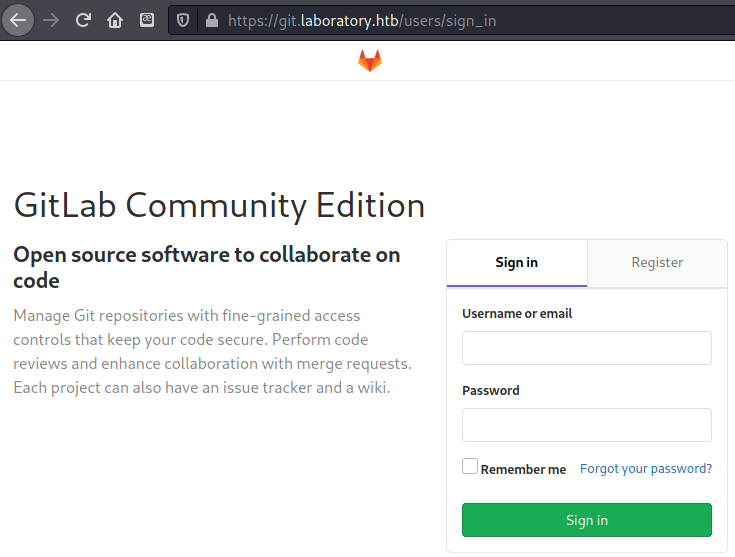 https://git.laboratory.htb/users/sign_in
GitLab Community Edition
Open source software to collaborate on
code
Manage Git repositories with fine-grained access
controls that keep your code secure. Perform code
reviews and enhance collaboration with merge requests.
Each project can also have an issue tracker and a wiki.
Sign in
Register
Username or email
Password
Remember me
Forgot your password?
Sign in